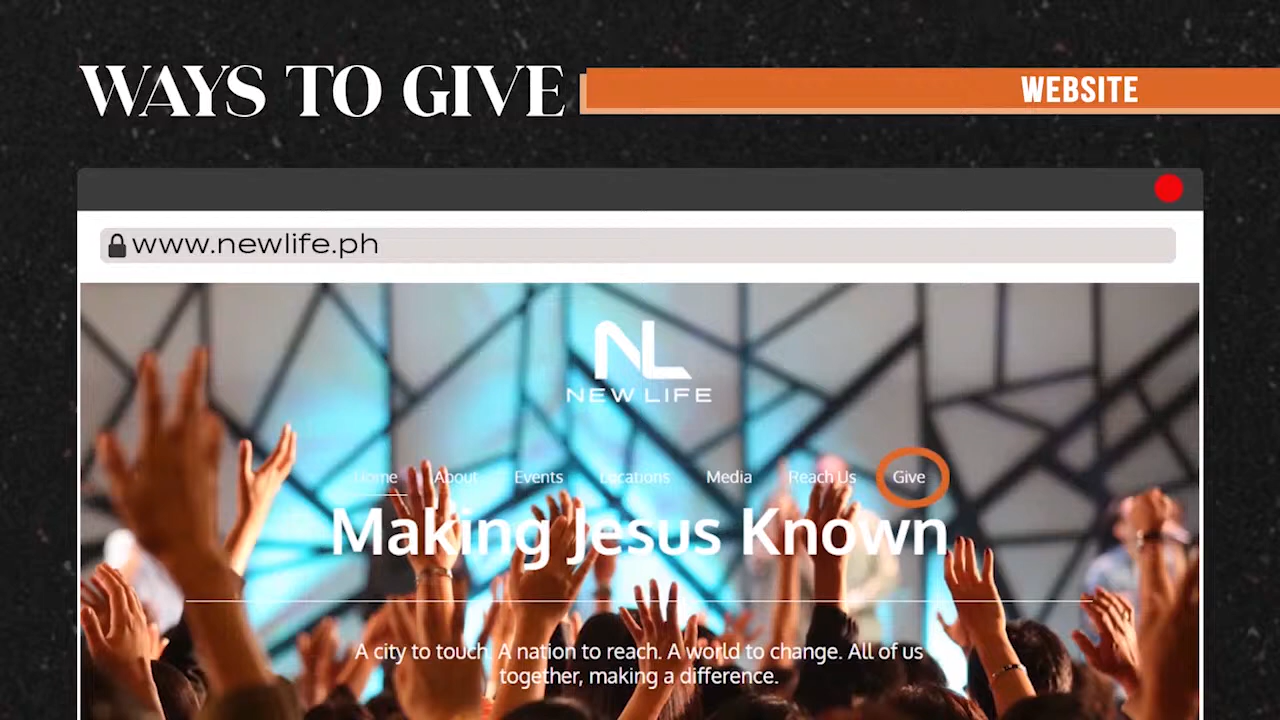 WAYS TO GIVE
WEBSITE
www.newlife.ph
NL
NEW LIFE
Home About Events Locations Media Reach Us Give
Making Jesus Known
A city to touch. A nation to reach. A world to change. All of us
together, making a difference.